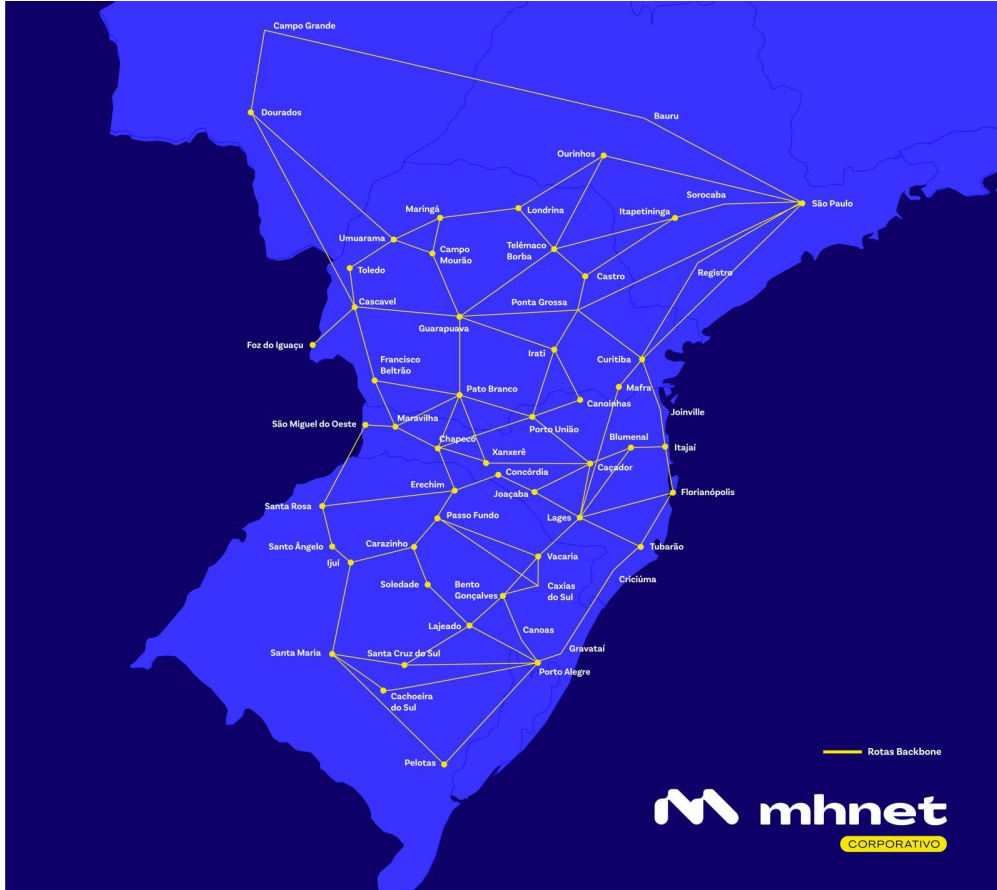 Campo Grande
Bauru
Dourados
Ourinhos
Sorocaba
São Paulo
Maringá
Londrina
Itapetininga
Umuarama
Campo
Mourão
Telêmaco
Borba
Toledo
Castro
Registro
Cascavel
Ponta Grossa
Guarapuava
Foz do Iguaçu
Irati
Curitiba
Francisco
Beltrão
Pato Branco
Mafra
Canoinhas
Joinville
São Miguel do Oeste
Maravilha
Porto União
Chapecó
Blumenal
Itajaí
Xanxerê
Concórdia
Caçador
Erechim
Joaçaba
Florianópolis
Santa Rosa
Passo Fundo
Lages
Santo Ângelo
Carazinho
Tubarão
Ijuí
Vacaria
Criciúma
Soledade
Bento
Gonçalves
Caxias
do Sul
Lajeado
Canoas
Gravataí
Santa Maria
Santa Cruz do Sul
Porto Alegre
Cachoeira
do Sul
Pelotas
Rotas Backbone
mhnet
CORPORATIVO